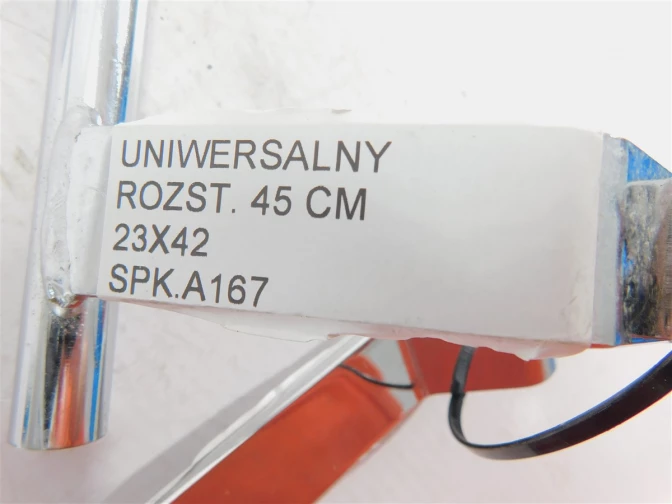 UNIWERSALNY
ROZST. 45 CM
23X42
SPK.A167